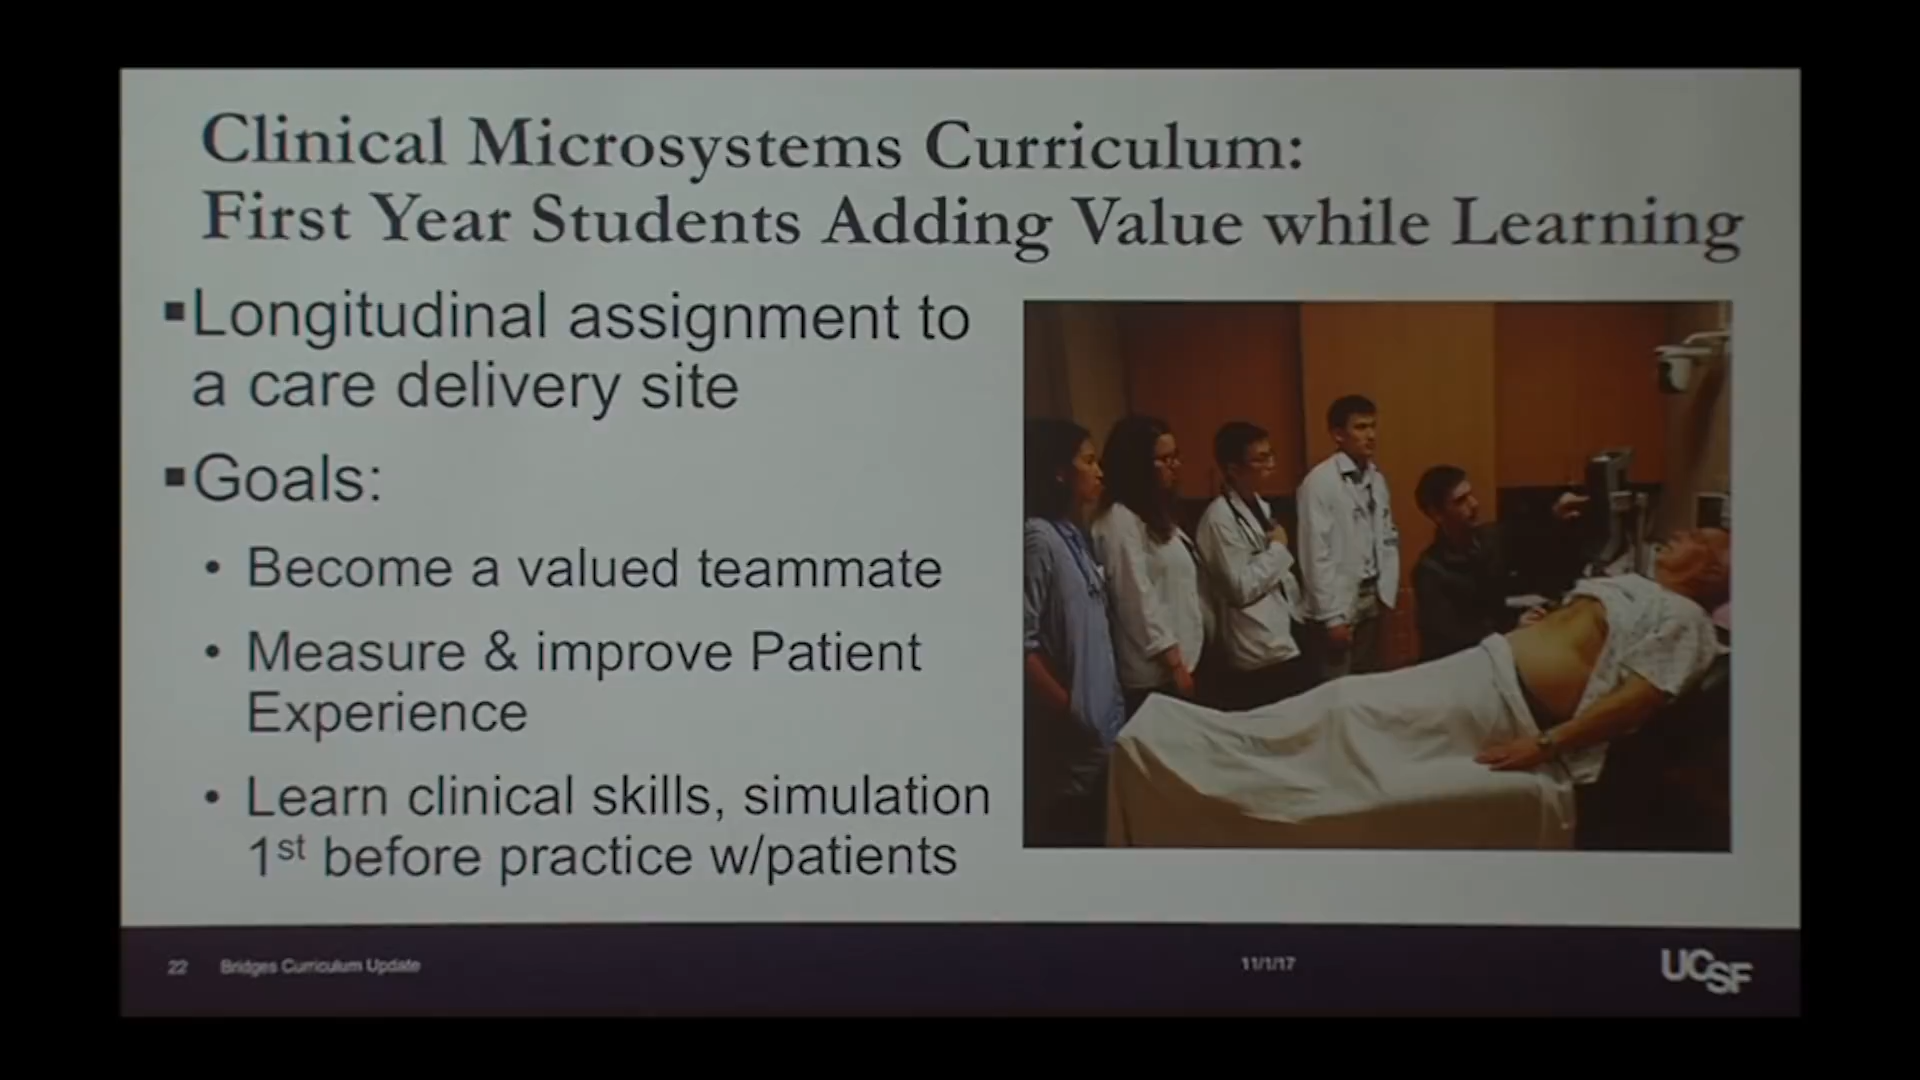 Clinical Microsystems Curriculum:
First Year Students Adding Value while Learning
▪Longitudinal assignment to
a care delivery site
▪Goals:
• Become a valued teammate
• Measure & improve Patient
Experience
• Learn clinical skills, simulation
1st before practice w/patients
22 Bridges Curriculum Update 11/1/17 UCSF